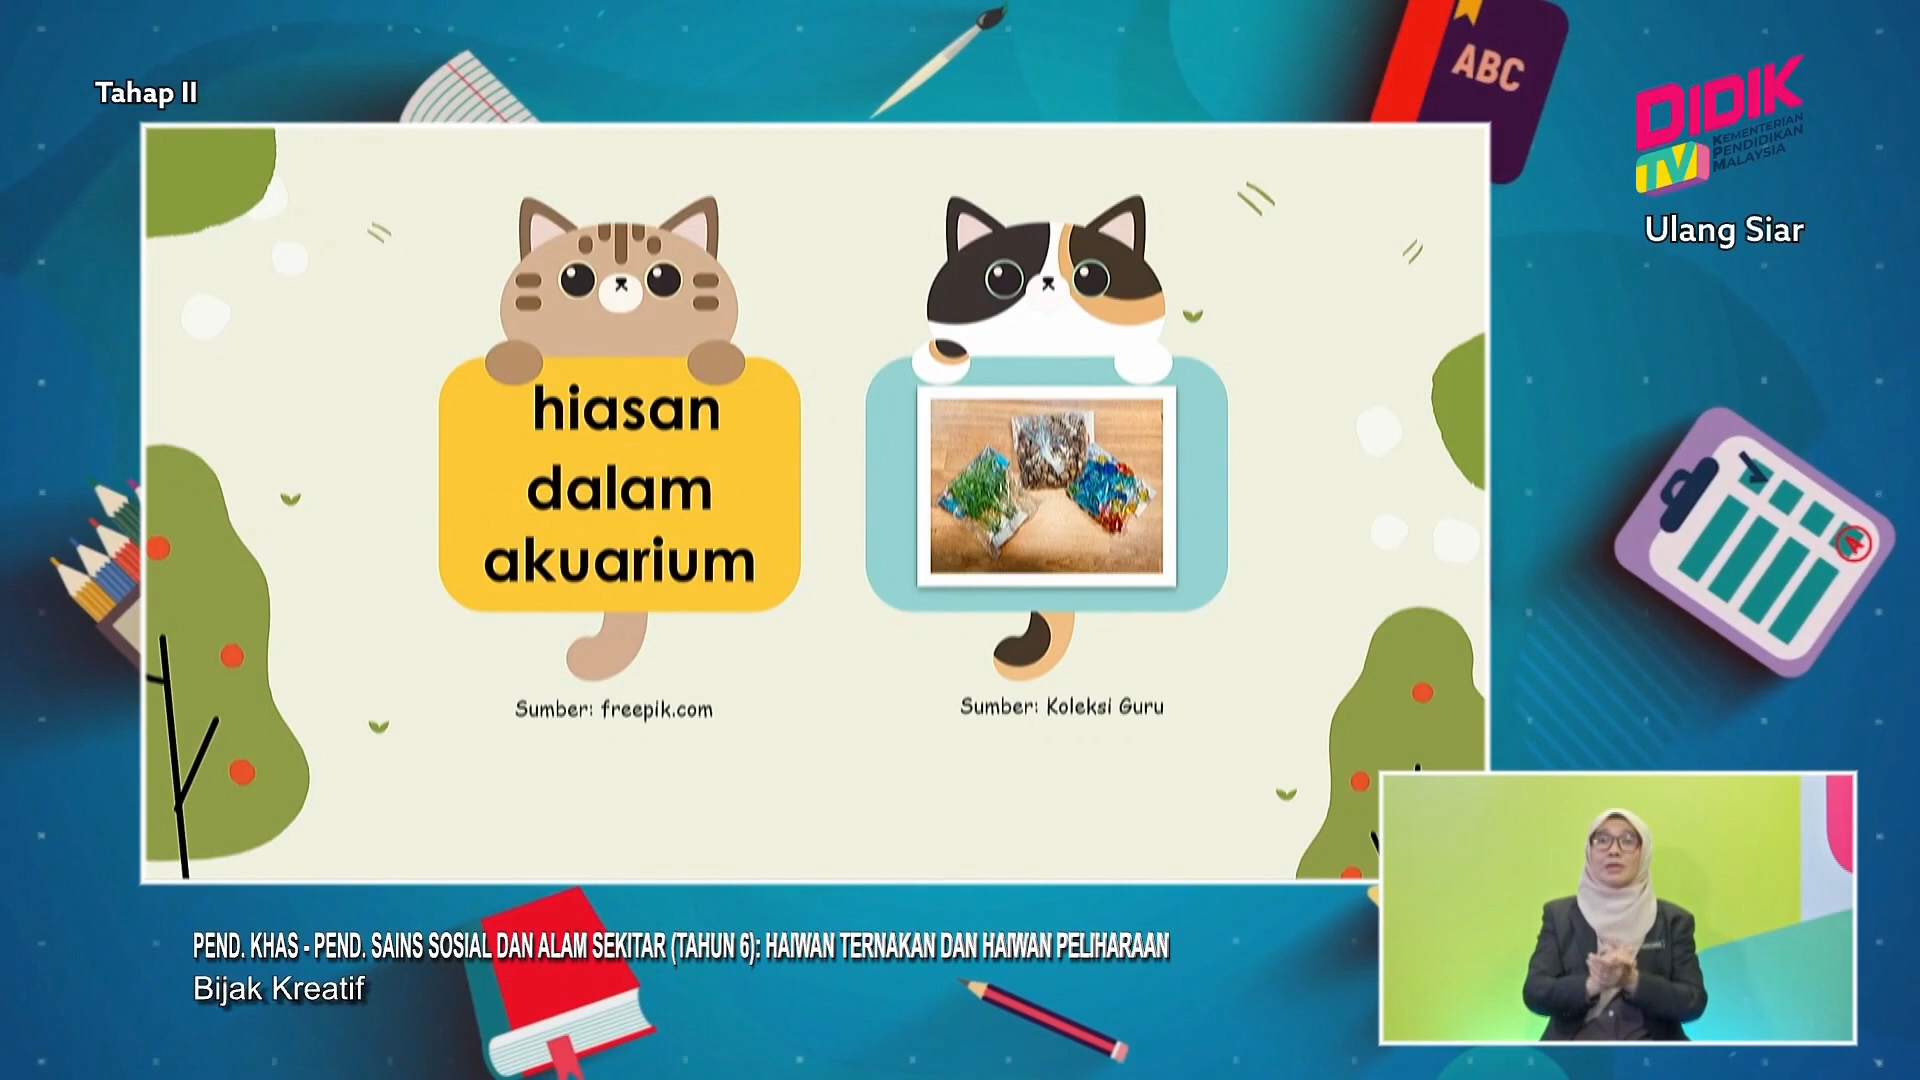 Tahap II
ABC
DIDIK
TV
KEMENTERIAN
PENDIDIKAN
MALAYSIA
Ulang Siar
hiasan
dalam
akuarium
Sumber: freepik.com
Sumber: Koleksi Guru
A
PEND. KHAS - PEND. SAINS SOSIAL DAN ALAM SEKITAR (TAHUN 6): HAIWAN TERNAKAN DAN HAIWAN PELIHARAAN
Bijak Kreatif